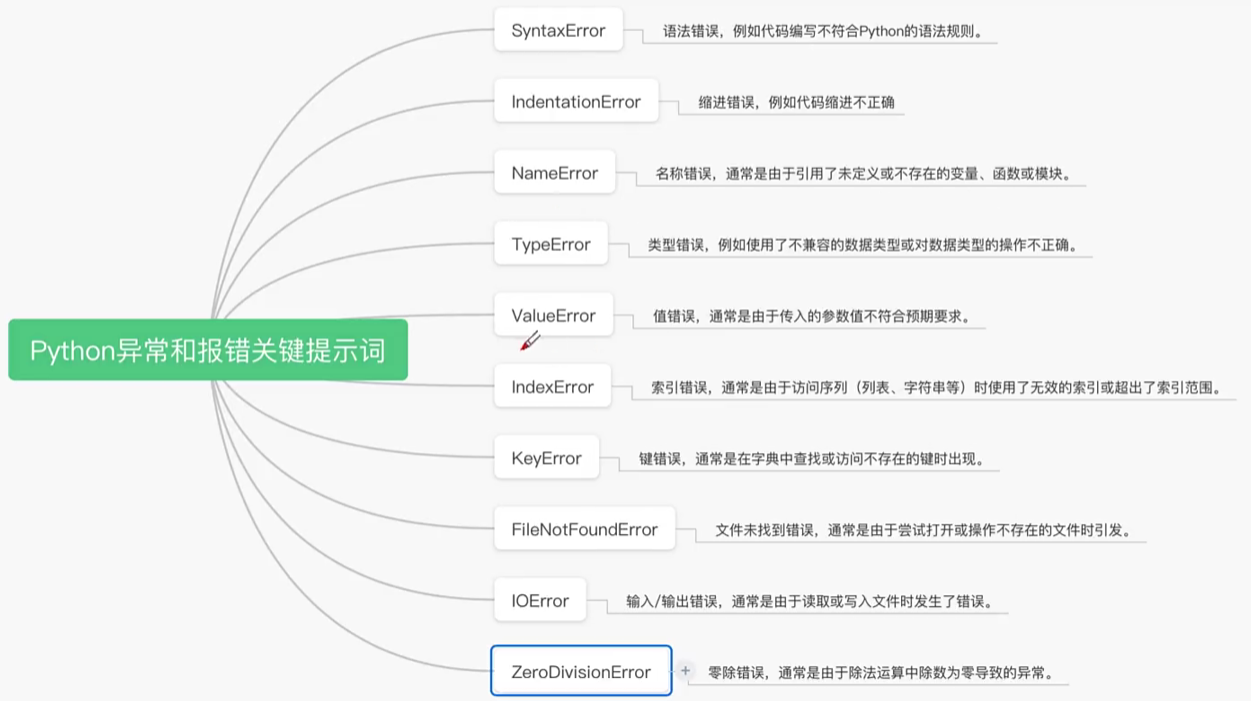 SyntaxError 语法错误，例如代码编写不符合Python的语法规则。
IndentationError 缩进错误，例如代码缩进不正确
NameError 名称错误，通常是由于引用了未定义或不存在的变量、函数或模块。
TypeError 类型错误，例如使用了不兼容的数据类型或对数据类型的操作不正确。
ValueError 值错误，通常是由于传入的参数值不符合预期要求。
Python异常和报错关键提示词
IndexError 索引错误，通常是由于访问序列（列表、字符串等）时使用了无效的索引或超出了索引范围。
KeyError 键错误，通常是在字典中查找或访问不存在的键时出现。
FileNotFoundError 文件未找到错误，通常是由于尝试打开或操作不存在的文件时引发。
IOError 输入/输出错误，通常是由于读取或写入文件时发生了错误。
ZeroDivisionError + 零除错误，通常是由于除法运算中除数为零导致的异常。